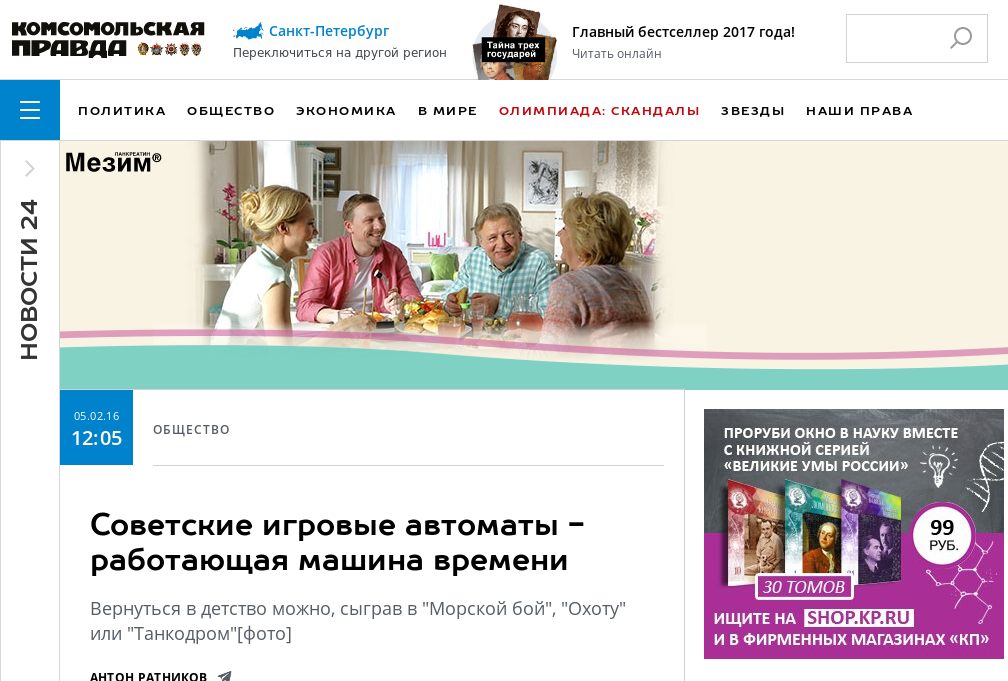 КОМСОМОЛЬСКАЯ
ПРАВДА
Санкт-Петербург
Переключиться на другой регион
Тайна трех
государей
Главный бестселлер 2017 года!
Читать онлайн
ПОЛИТИКА ОБЩЕСТВО ЭКОНОМИКА В МИРЕ ОЛИМПИАДА: СКАНДАЛЫ ЗВЕЗДЫ НАШИ ПРАВА
НОВОСТИ 24
ПАНКРЕАТИН
Мезим®
05.02.16
12:05
ОБЩЕСТВО
Советские игровые автоматы –
работающая машина времени
Вернуться в детство можно, сыграв в "Морской бой", "Охоту"
или "Танкодром"[фото]
АНТОН РАТНИКОВ
ПРОРУБИ ОКНО В НАУКУ ВМЕСТЕ
С КНИЖНОЙ СЕРИЕЙ
«ВЕЛИКИЕ УМЫ РОССИИ»
99
РУБ.
30 ТОМОВ
ИЩИТЕ НА SHOP.KP.RU
И В ФИРМЕННЫХ МАГАЗИНАХ «КП»